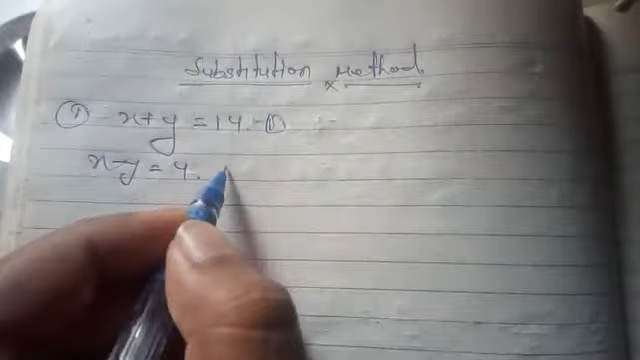 Substitution Method
① x+y = 14. -①
x-y = 4.